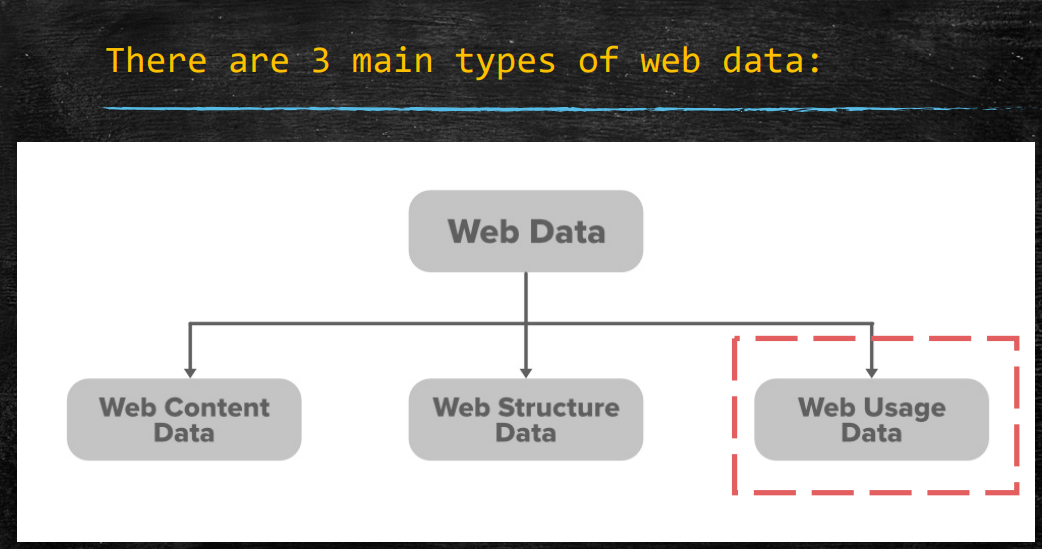 There are 3 main types of web data:
Web Data
Web Content
Data
Web Structure
Data
Web Usage
Data